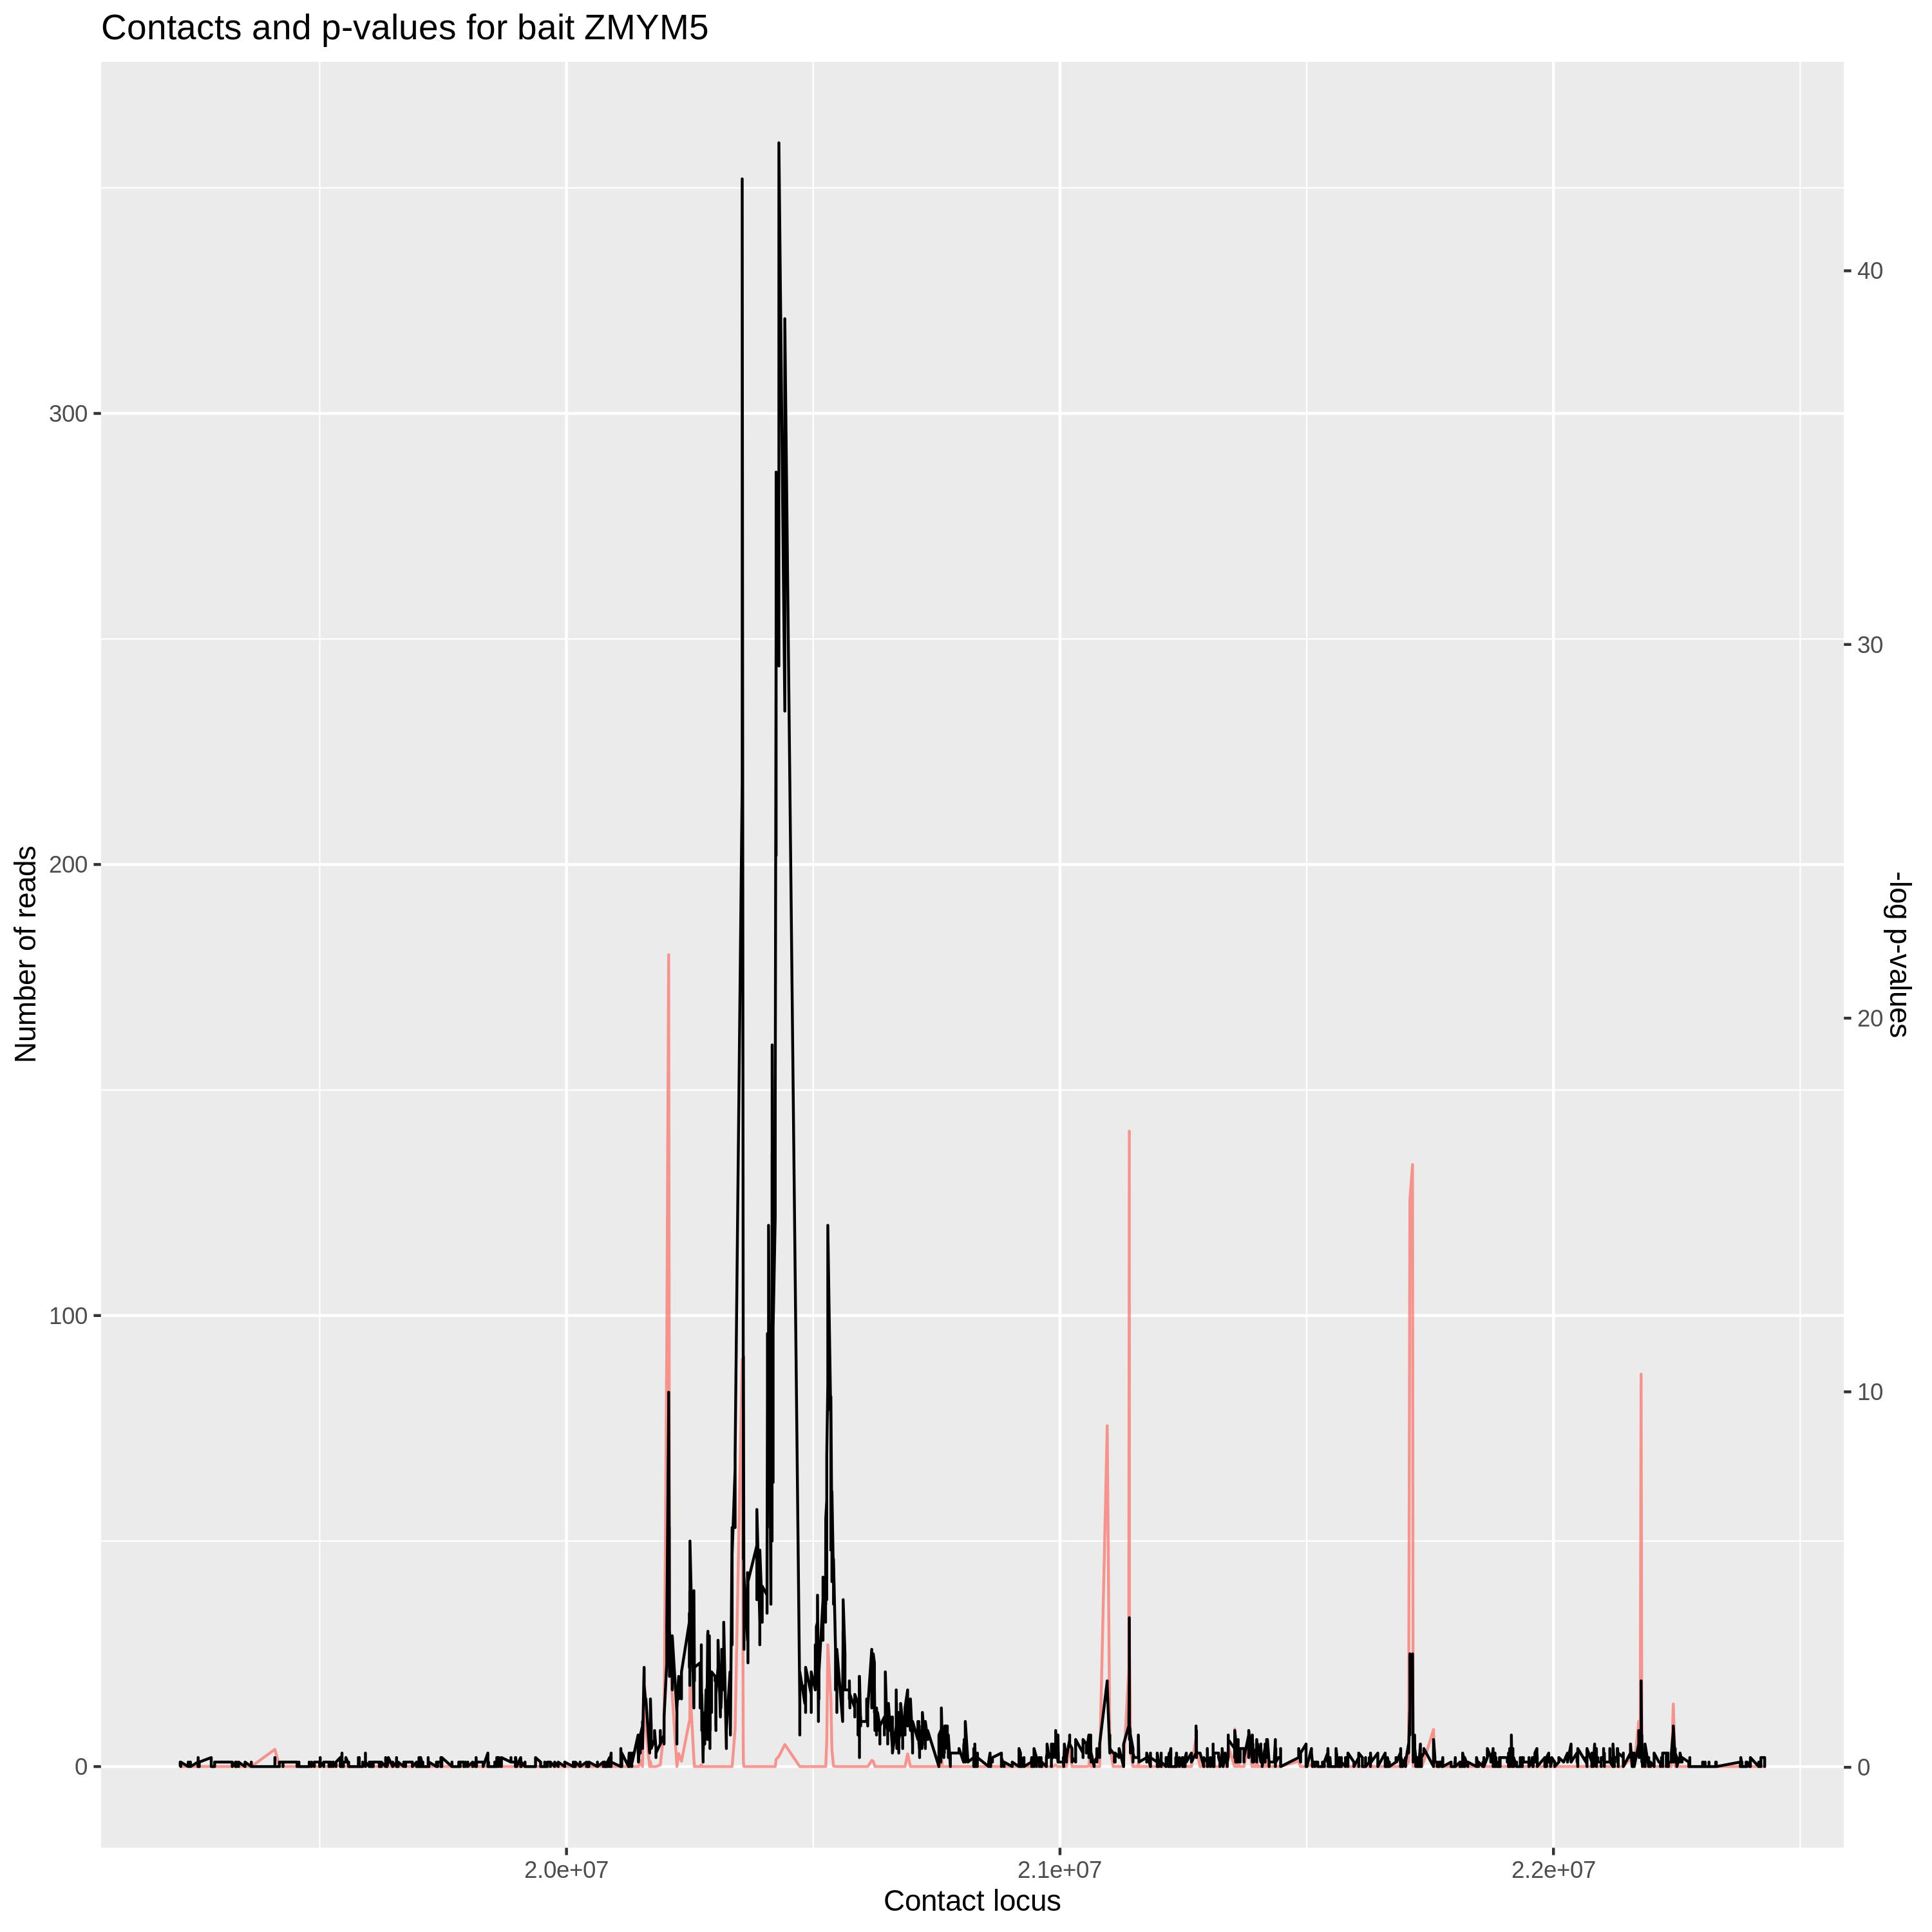 Contacts and p-values for bait ZMYM5
Number of reads
300
200
100
0
40
30
20
10
0
-log p-values
2.0e+07
2.1e+07
2.2e+07
Contact locus